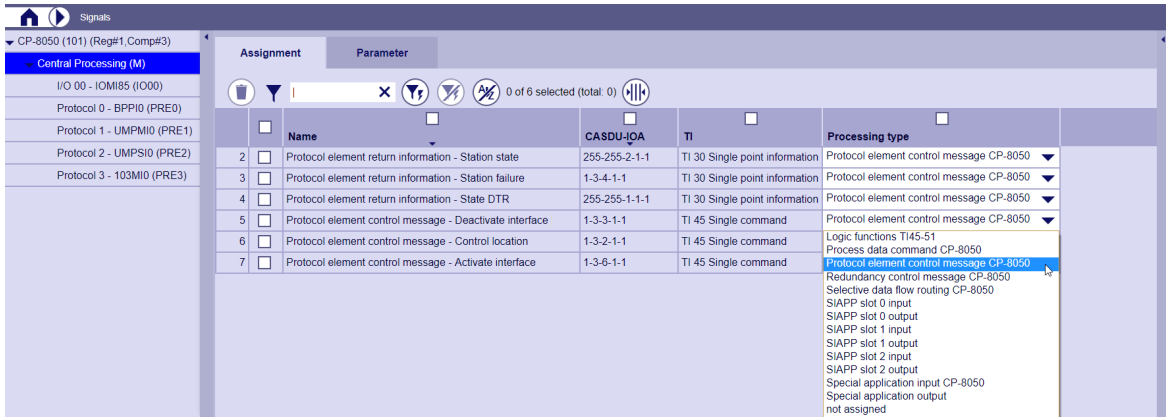 Signals
CP-8050 (101) (Reg#1,Comp#3)
Central Processing (M)
I/O 00 - IOMI85 (IO00)
Protocol 0 - BPPI0 (PRE0)
Protocol 1 - UMPMI0 (PRE1)
Protocol 2 - UMPSI0 (PRE2)
Protocol 3 - 103MI0 (PRE3)
Assignment Parameter
0 of 6 selected (total: 0)
Name CASDU-IOA TI Processing type
2 Protocol element return information - Station state 255-255-2-1-1 TI 30 Single point information Protocol element control message CP-8050
3 Protocol element return information - Station failure 1-3-4-1-1 TI 30 Single point information Protocol element control message CP-8050
4 Protocol element return information - State DTR 255-255-1-1-1 TI 30 Single point information Protocol element control message CP-8050
5 Protocol element control message - Deactivate interface 1-3-3-1-1 TI 45 Single command Protocol element control message CP-8050
6 Protocol element control message - Control location 1-3-2-1-1 TI 45 Single command
7 Protocol element control message - Activate interface 1-3-6-1-1 TI 45 Single command
Logic functions TI45-51
Process data command CP-8050
Protocol element control message CP-8050
Redundancy control message CP-8050
Selective data flow routing CP-8050
SIAPP slot 0 input
SIAPP slot 0 output
SIAPP slot 1 input
SIAPP slot 1 output
SIAPP slot 2 input
SIAPP slot 2 output
Special application input CP-8050
Special application output
not assigned